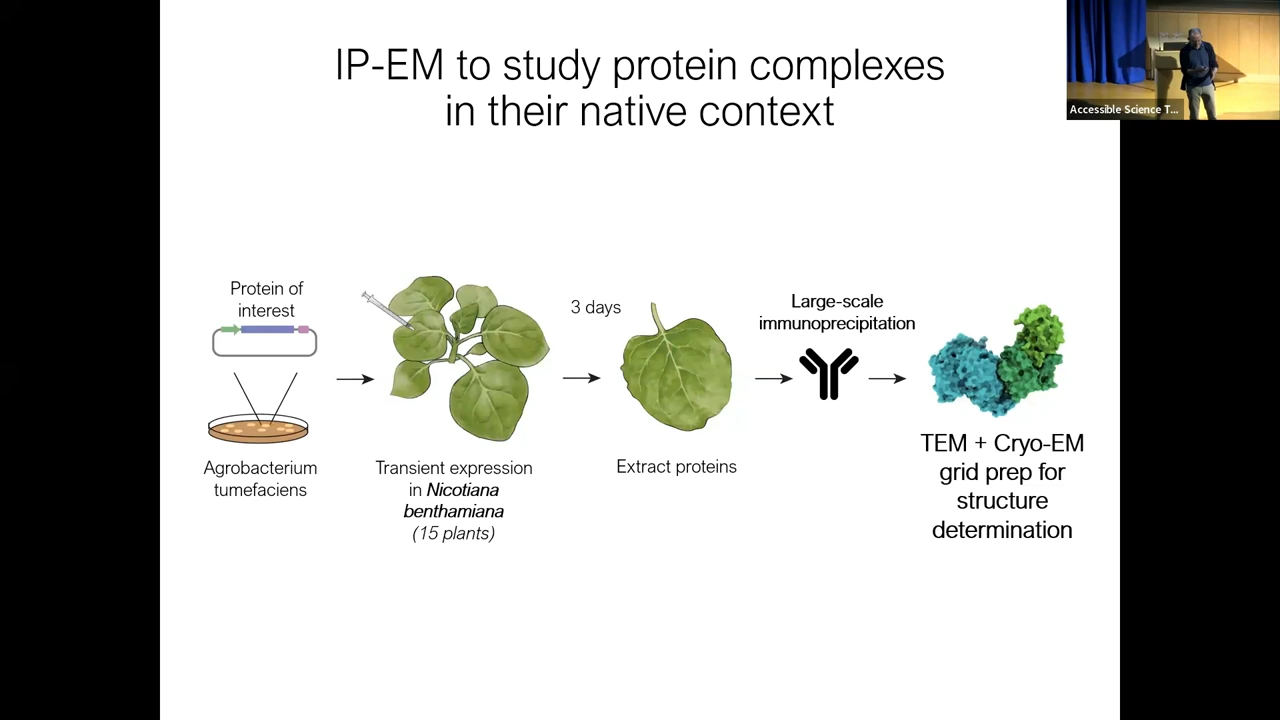 IP-EM to study protein complexes
in their native context
Accessible Science T...
Protein of
interest
3 days
Large-scale
immunoprecipitation
Agrobacterium
tumefaciens
Transient expression
in Nicotiana
benthamiana
(15 plants)
Extract proteins
TEM + Cryo-EM
grid prep for
structure
determination